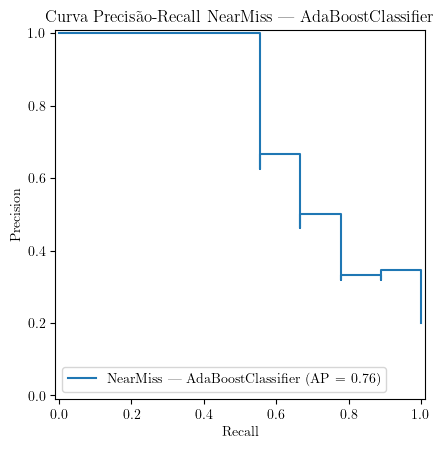 Curva Precisão-Recall NearMiss — AdaBoostClassifier
1.0
0.8
0.6
0.4
0.2
0.0
Precision
NearMiss — AdaBoostClassifier (AP = 0.76)
0.0 0.2 0.4 0.6 0.8 1.0
Recall